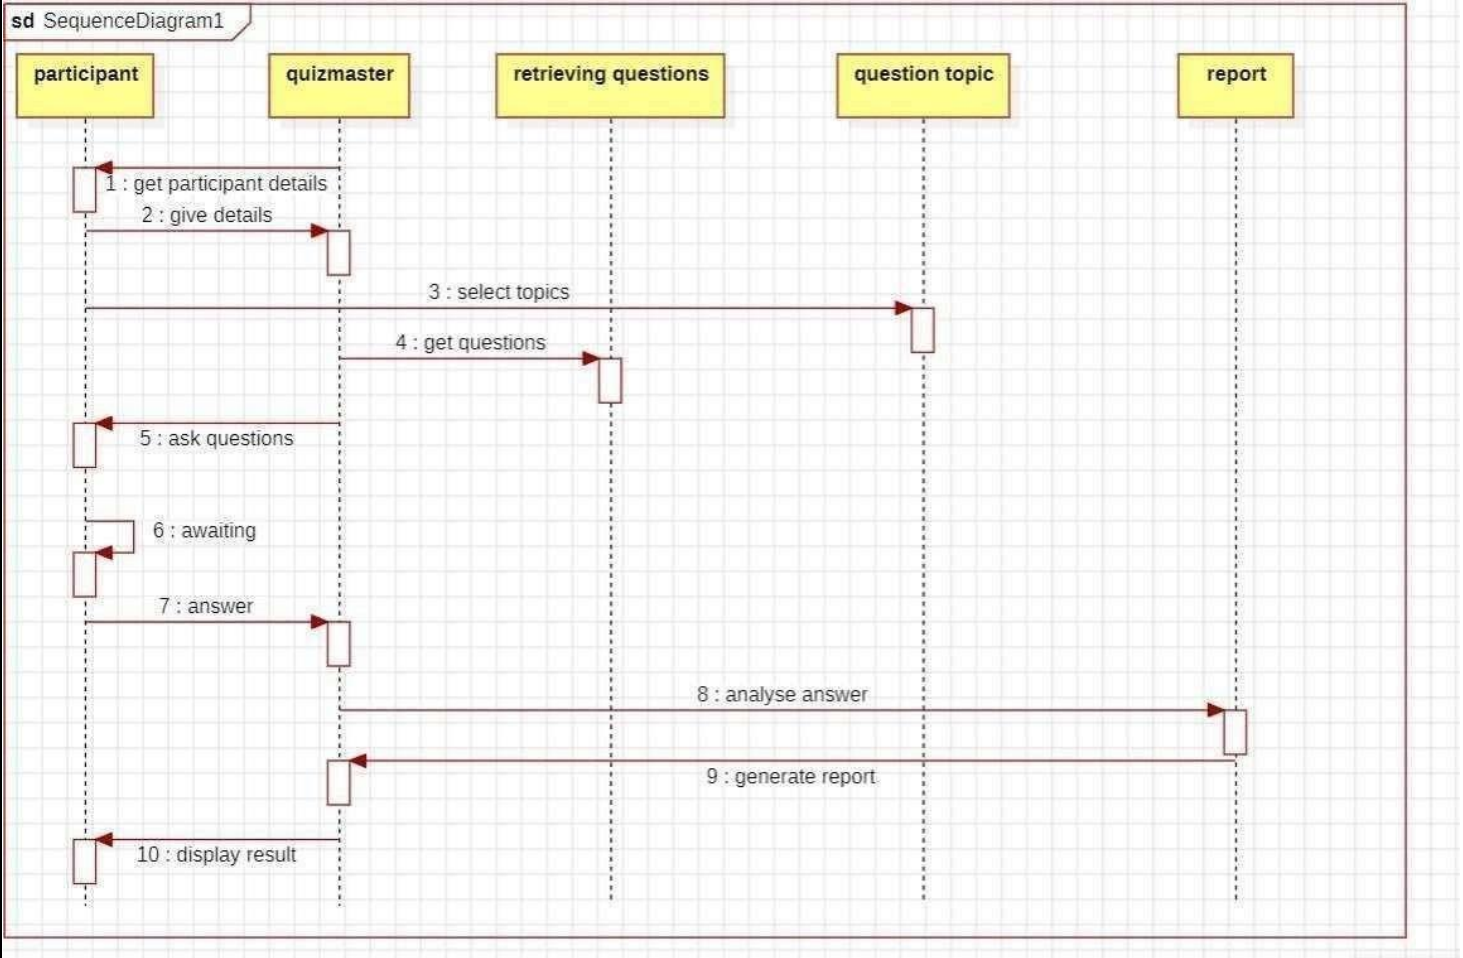 sd SequenceDiagram1
participant
quizmaster
retrieving questions
question topic
report
1 : get participant details
2 : give details
3 : select topics
4 : get questions
5 : ask questions
6 : awaiting
7 : answer
8 : analyse answer
9 : generate report
10 : display result